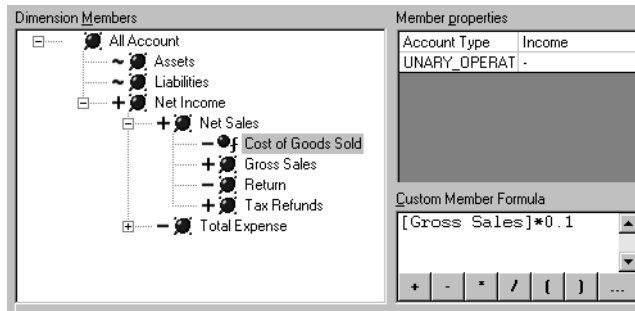 Dimension Members
All Account
~ Assets
~ Liabilities
+ Net Income
+ Net Sales
- Cost of Goods Sold
+ Gross Sales
- Return
+ Tax Refunds
- Total Expense
Member properties
Account Type Income
UNARY_OPERAT -
Custom Member Formula
[Gross Sales]*0.1
+ - * / ( ) ...